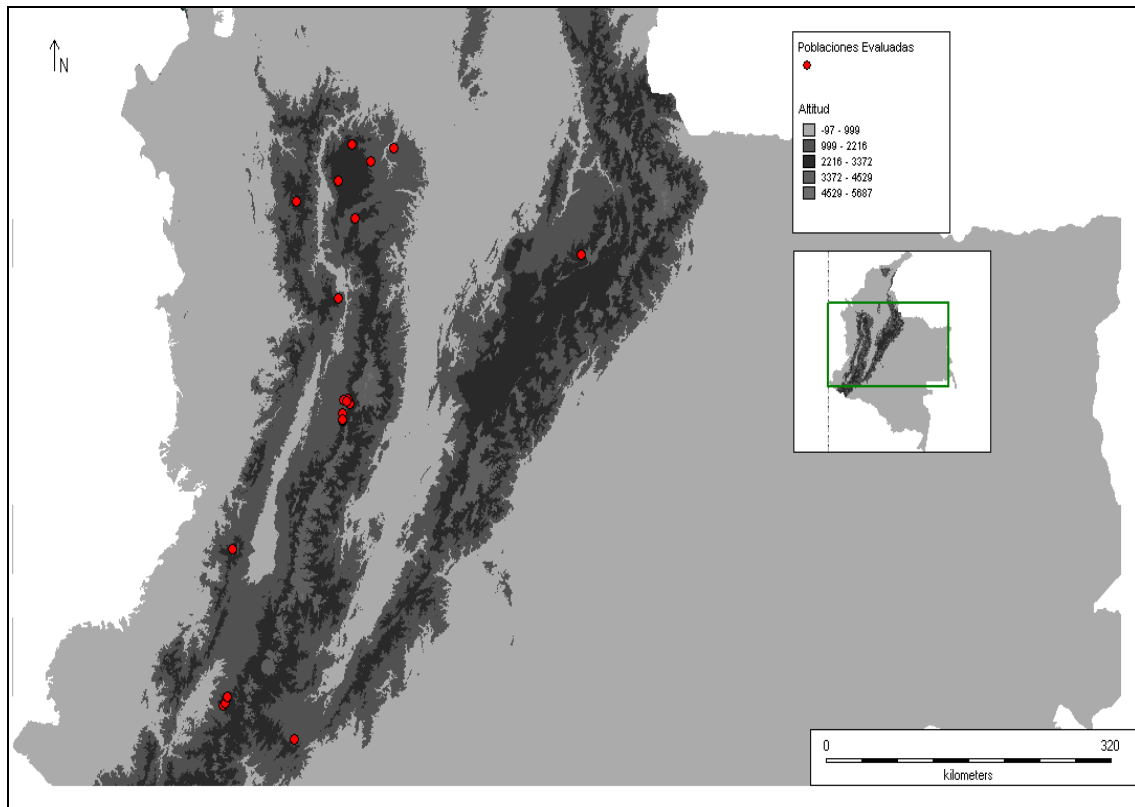 N
Poblaciones Evaluadas
Altitud
-97 - 999
999 - 2216
2216 - 3372
3372 - 4529
4529 - 5687
0 320
kilometers